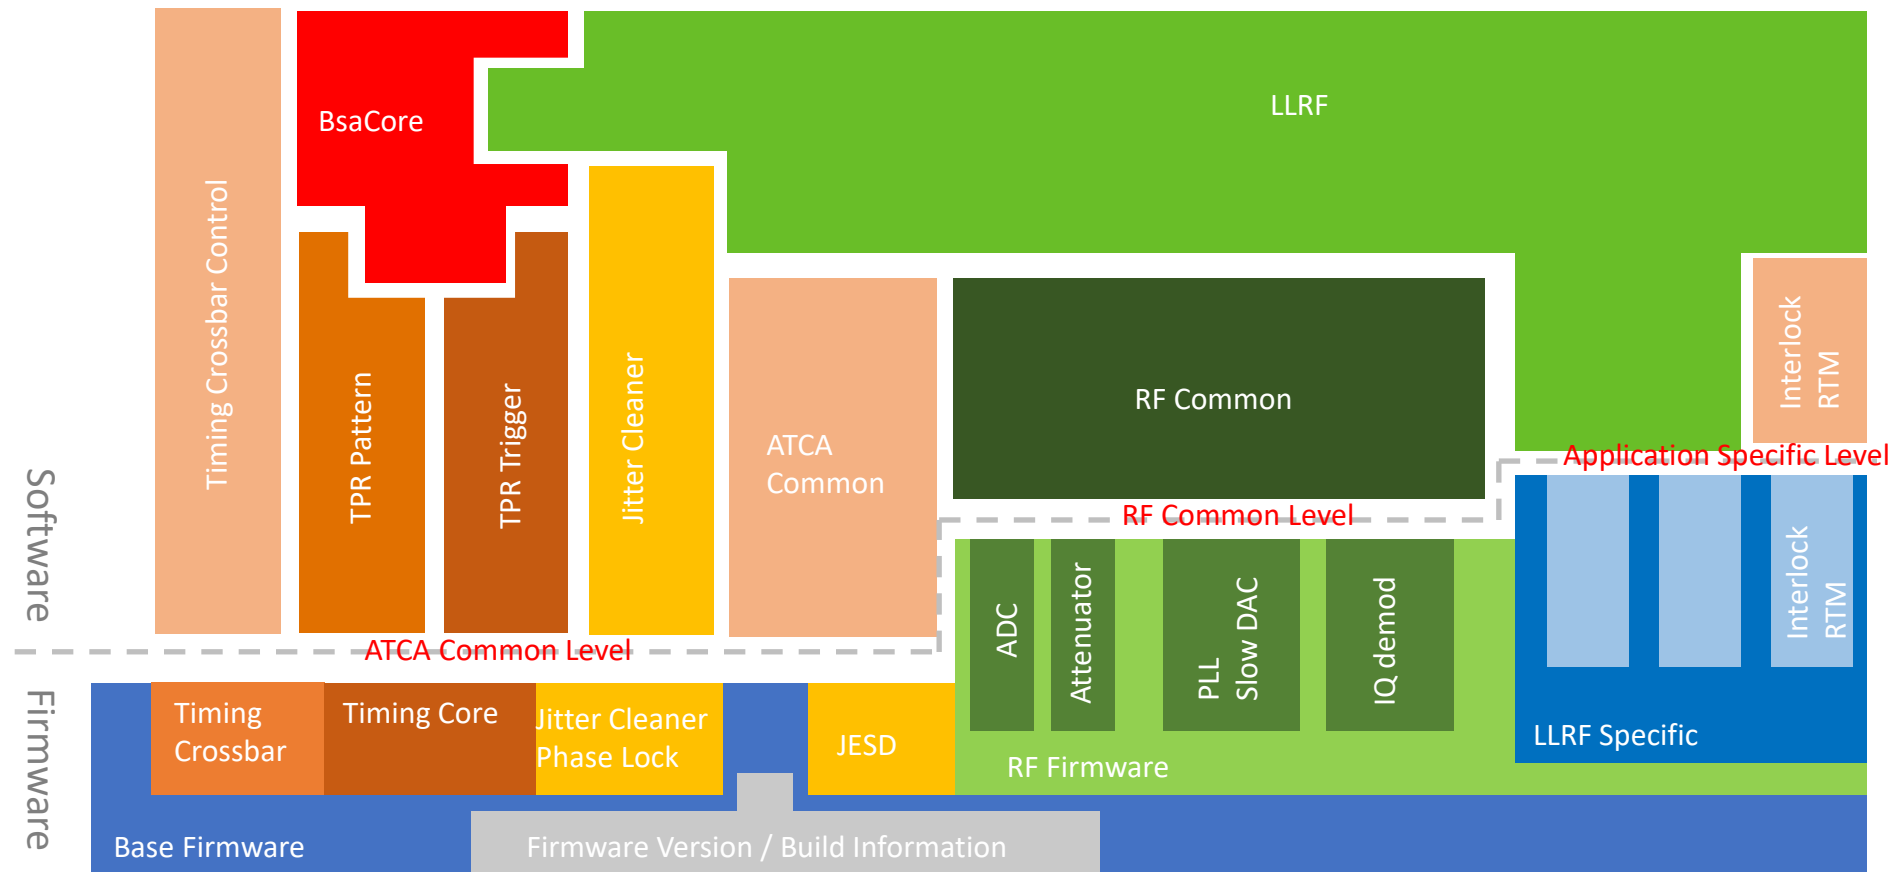 BsaCore
LLRF
Timing Crossbar Control
TPR Pattern
TPR Trigger
Jitter Cleaner
ATCA
Common
RF Common
Interlock
RTM
Software
Application Specific Level
RF Common Level
ATCA Common Level
ADC
Attenuator
PLL
Slow DAC
IQ demod
Interlock
RTM
Firmware
Timing
Crossbar
Timing Core
Jitter Cleaner
Phase Lock
JESD
RF Firmware
LLRF Specific
Base Firmware
Firmware Version / Build Information